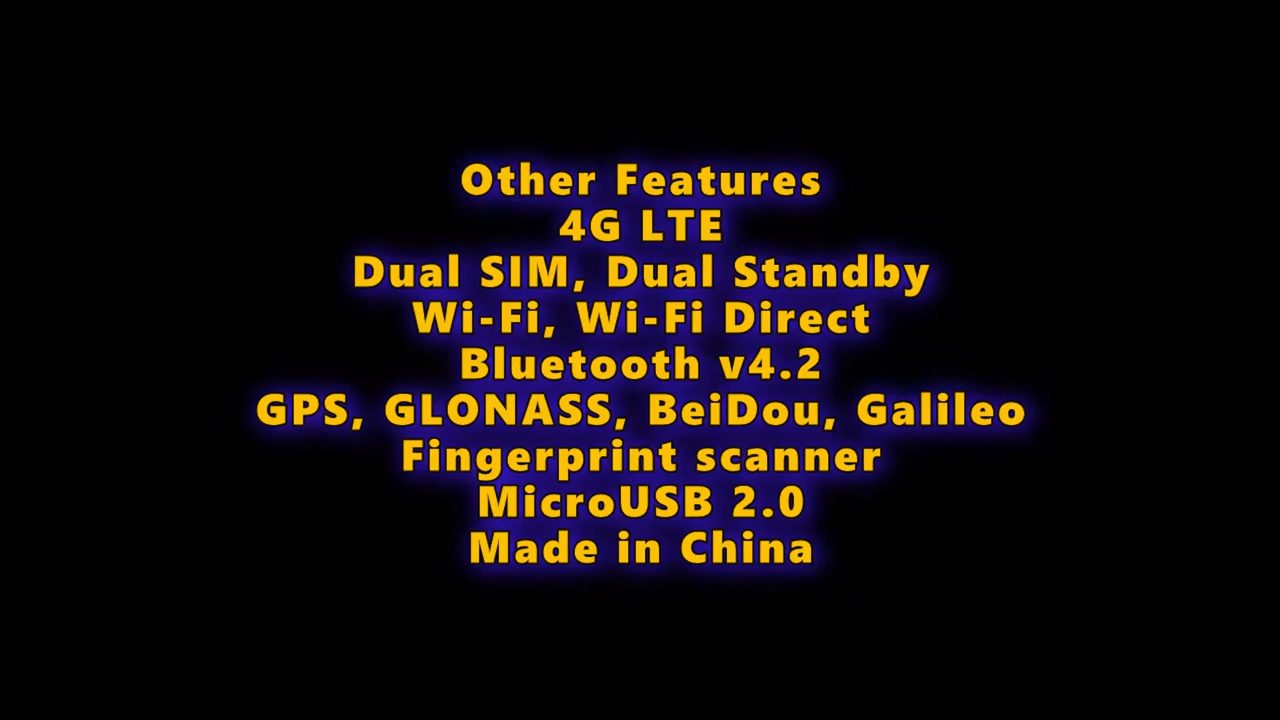 Other Features
4G LTE
Dual SIM, Dual Standby
Wi-Fi, Wi-Fi Direct
Bluetooth v4.2
GPS, GLONASS, BeiDou, Galileo
Fingerprint scanner
MicroUSB 2.0
Made in China